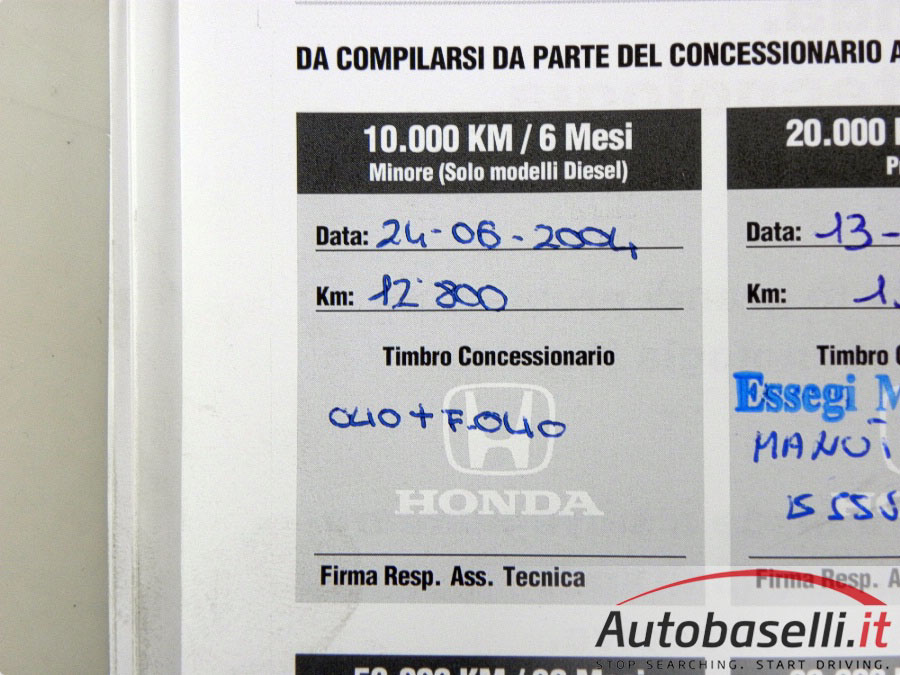 DA COMPILARSI DA PARTE DEL CONCESSIONARIO A
10.000 KM / 6 Mesi
Minore (Solo modelli Diesel)
Data: 24-06-2004
Km: 12'800
Timbro Concessionario
OLIO + F.OLIO
HONDA
Firma Resp. Ass. Tecnica
20.000
Data: 13-
Km: 1.
Timbro
Essegi M
MANUT
Firma Resp. A
Autobaselli.it
STOP SEARCHING. START DRIVING.